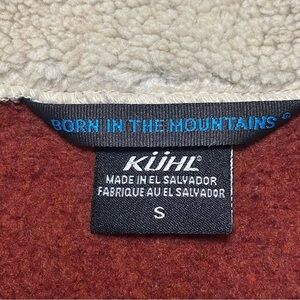 BORN IN THE MOUNTAINS®
KÜHL®
MADE IN EL SALVADOR
FABRIQUE AU EL SALVADOR
S